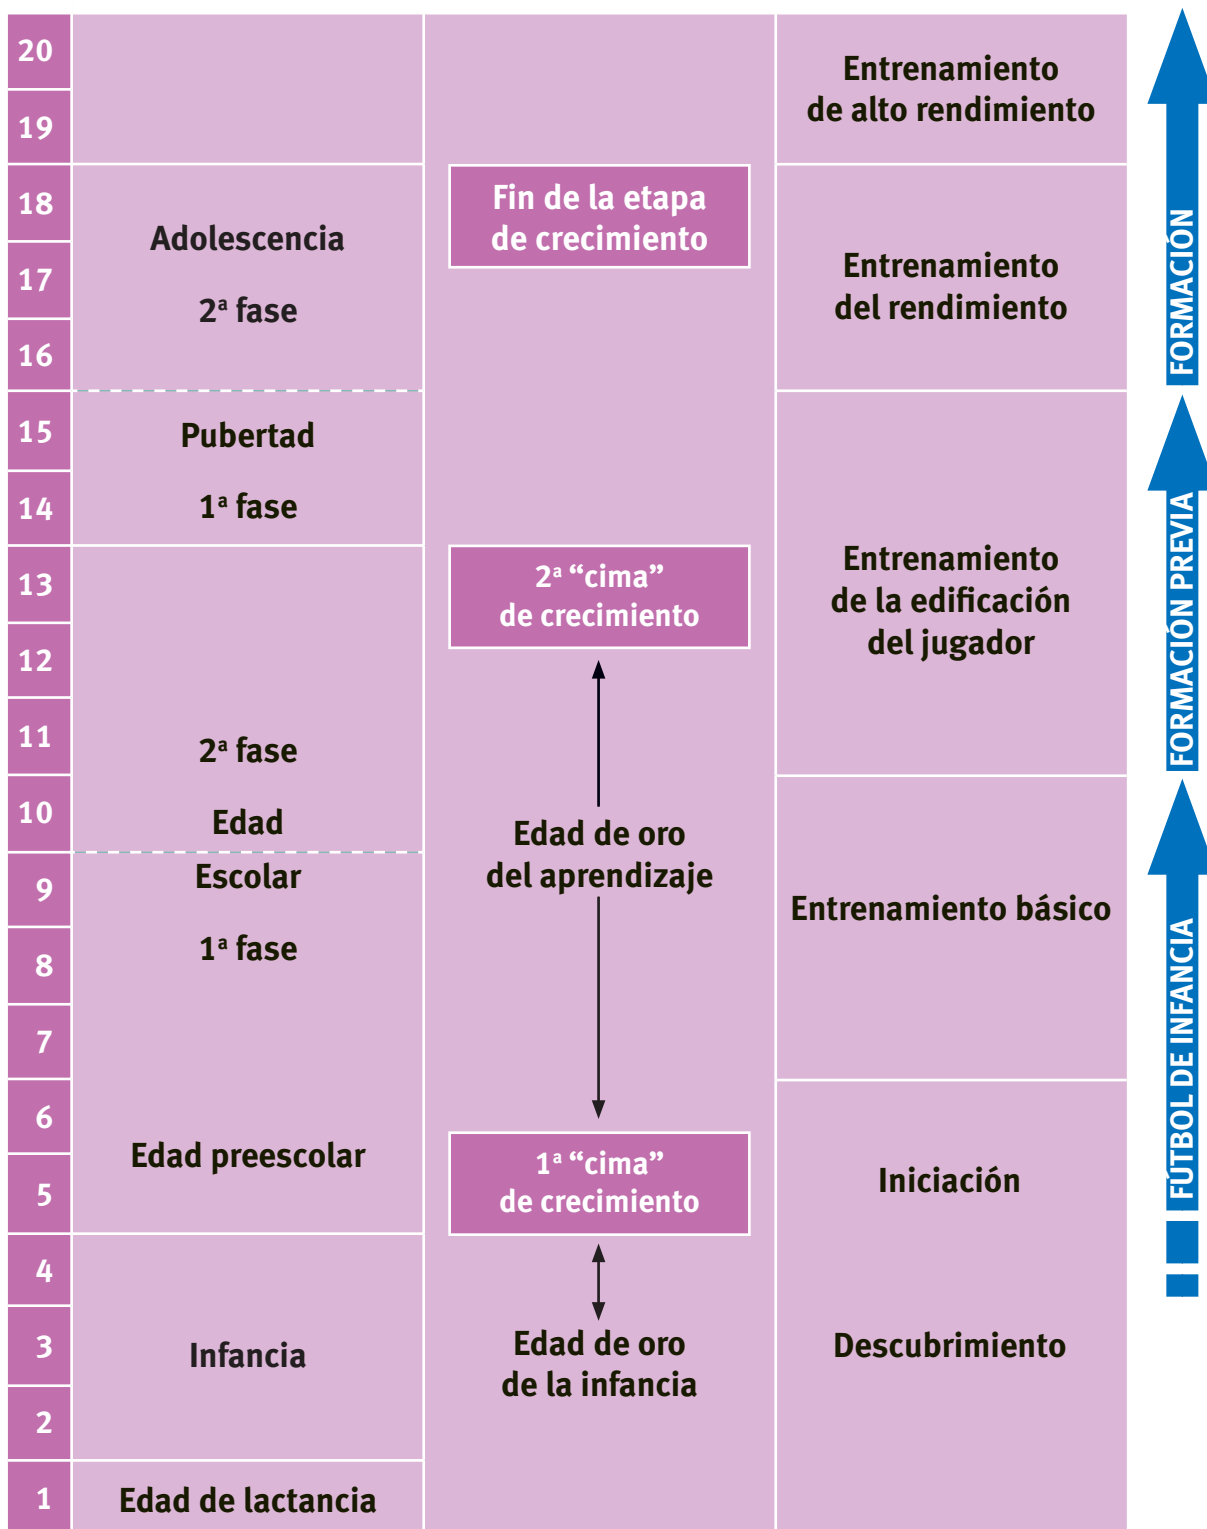 20
19
18
17
16
15
14
13
12
11
10
9
8
7
6
5
4
3
2
1
Adolescencia
2ª fase
Pubertad
1ª fase
2ª fase
Edad
Escolar
1ª fase
Edad preescolar
Infancia
Edad de lactancia
Fin de la etapa
de crecimiento
2ª “cima”
de crecimiento
Edad de oro
del aprendizaje
1ª “cima”
de crecimiento
Edad de oro
de la infancia
Entrenamiento
de alto rendimiento
Entrenamiento
del rendimiento
Entrenamiento
de la edificación
del jugador
Entrenamiento básico
Iniciación
Descubrimiento
FORMACIÓN
FORMACIÓN PREVIA
FÚTBOL DE INFANCIA